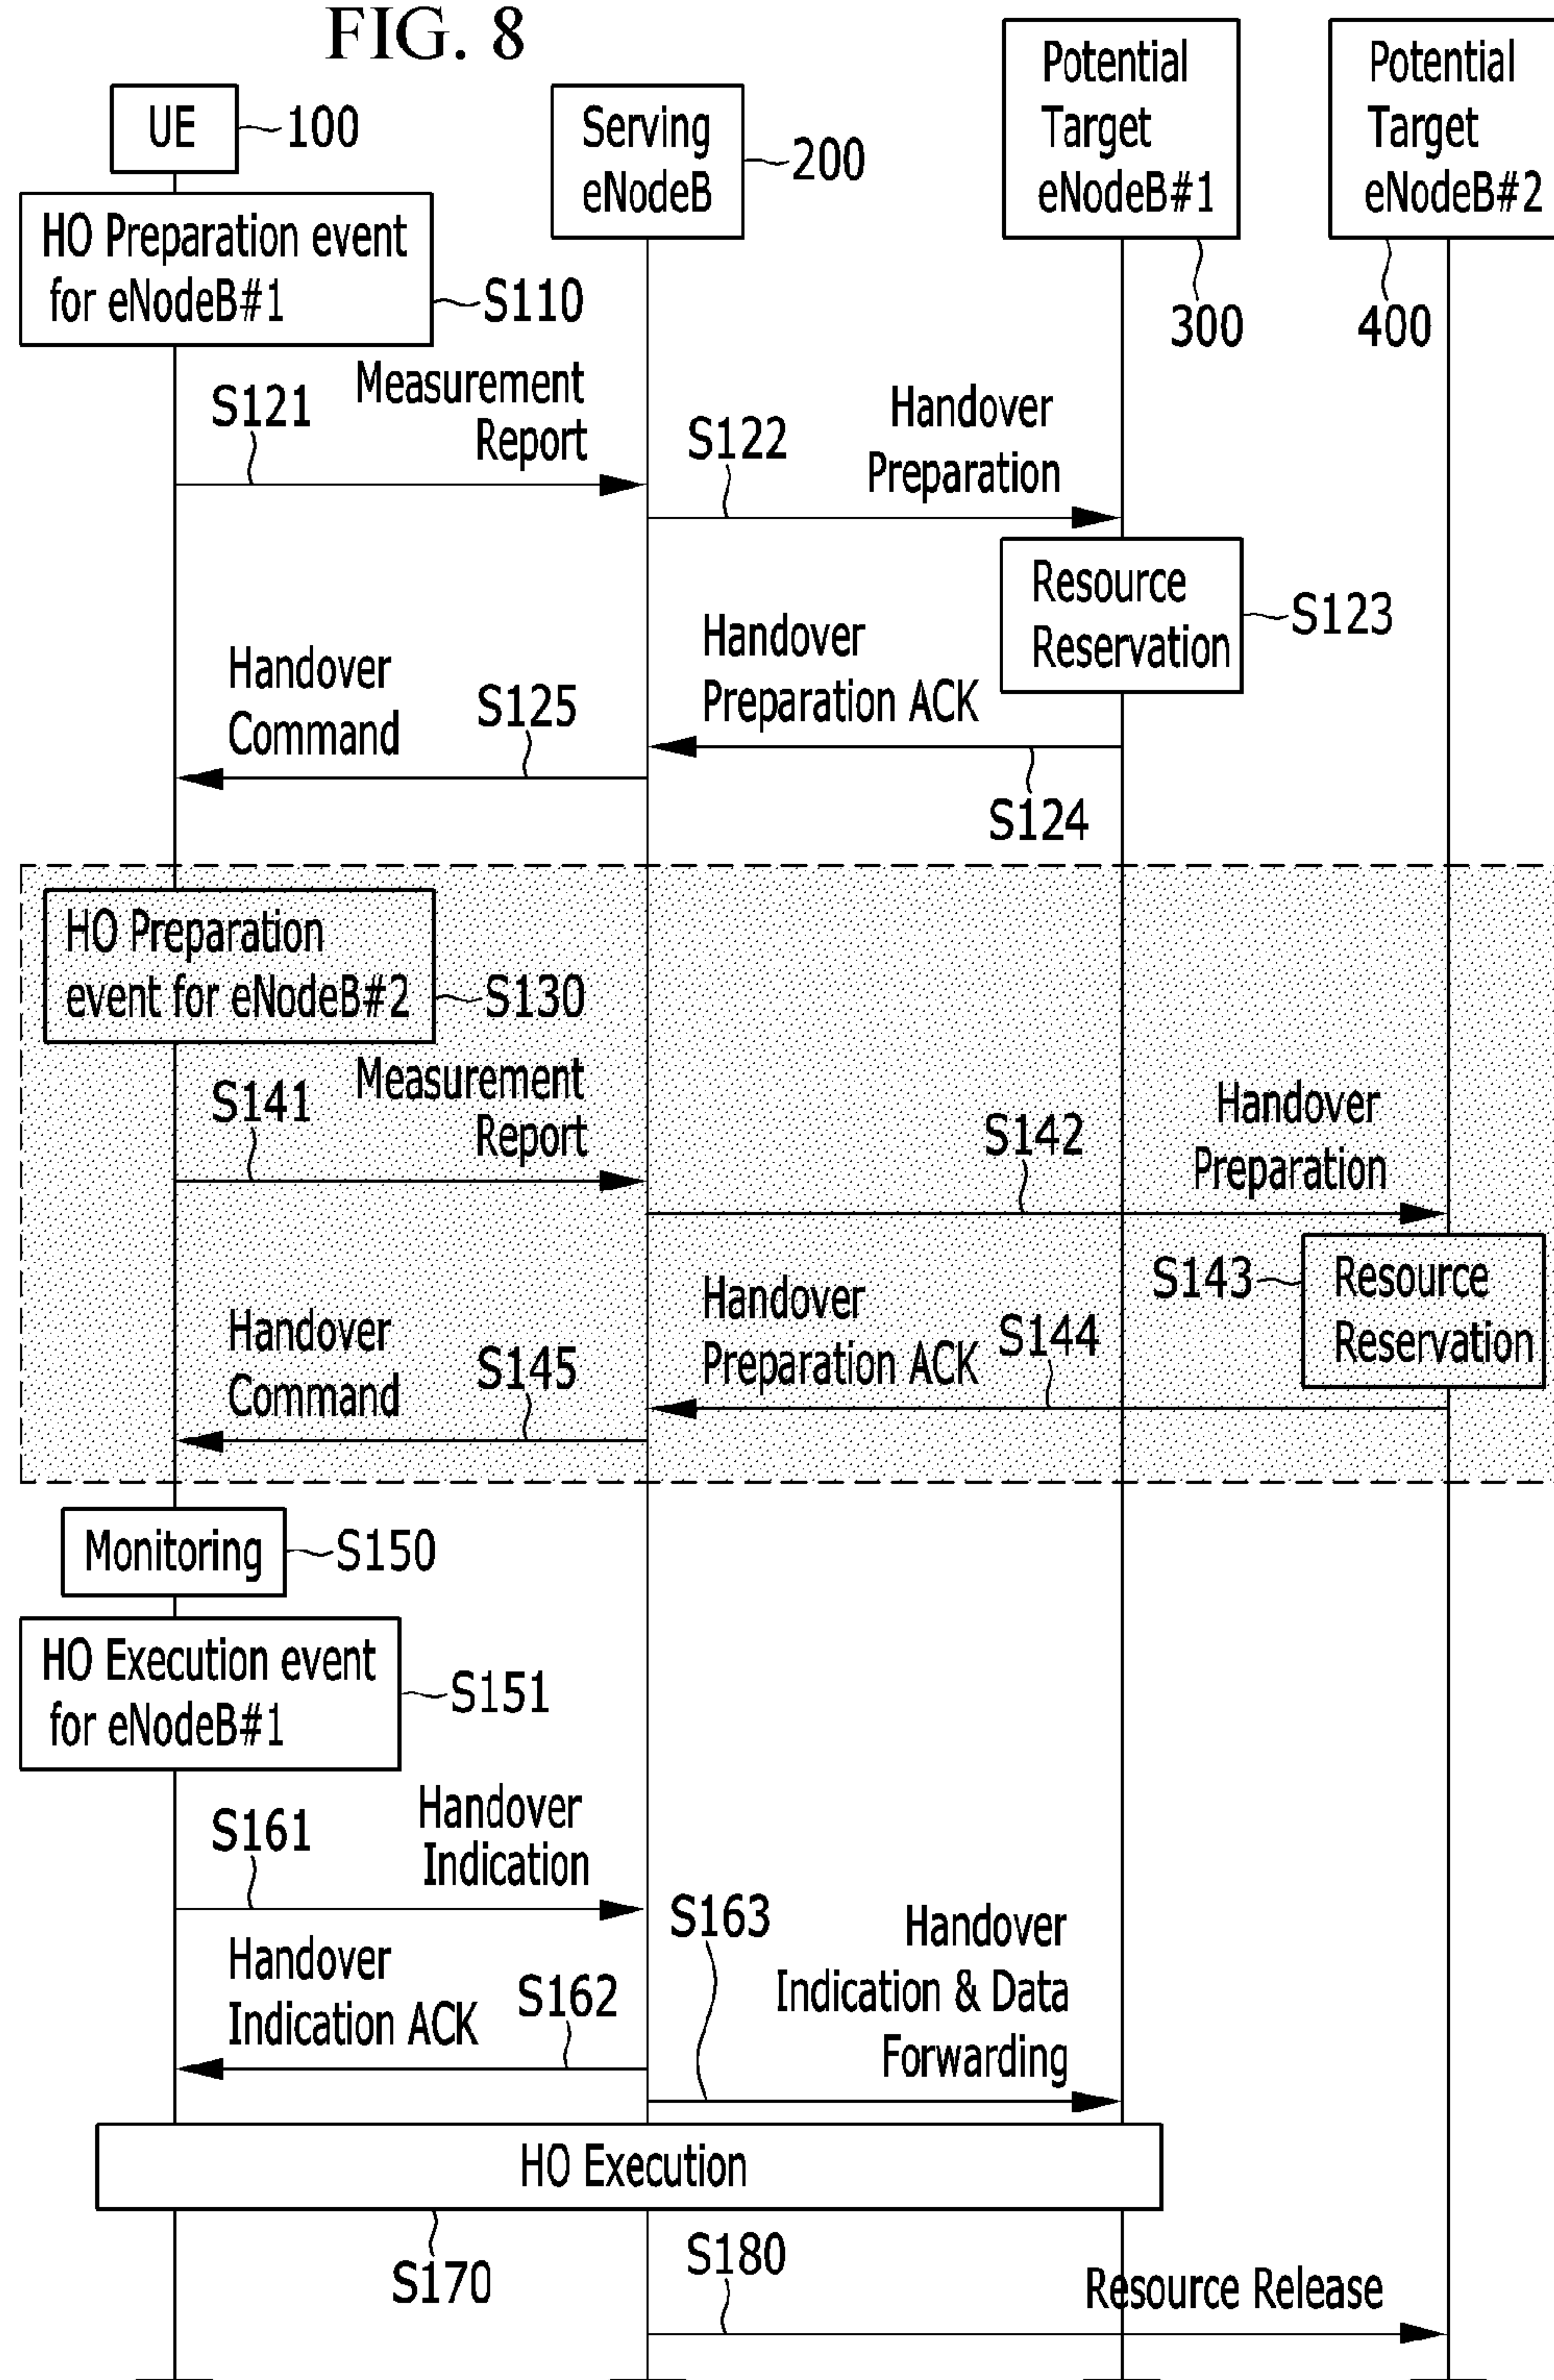 FIG. 8
UE
100
Serving
eNodeB
200
Potential
Target
eNodeB#1
300
Potential
Target
eNodeB#2
400
HO Preparation event
for eNodeB#1
S110
S121
Measurement
Report
S122
Handover
Preparation
Resource
Reservation
S123
Handover
Preparation ACK
S124
Handover
Command
S125
HO Preparation
event for eNodeB#2
S130
S141
Measurement
Report
S142
Handover
Preparation
S143
Resource
Reservation
Handover
Preparation ACK
S144
Handover
Command
S145
Monitoring
S150
HO Execution event
for eNodeB#1
S151
S161
Handover
Indication
Handover
Indication ACK
S162
S163
Handover
Indication & Data
Forwarding
HO Execution
S170
S180
Resource Release